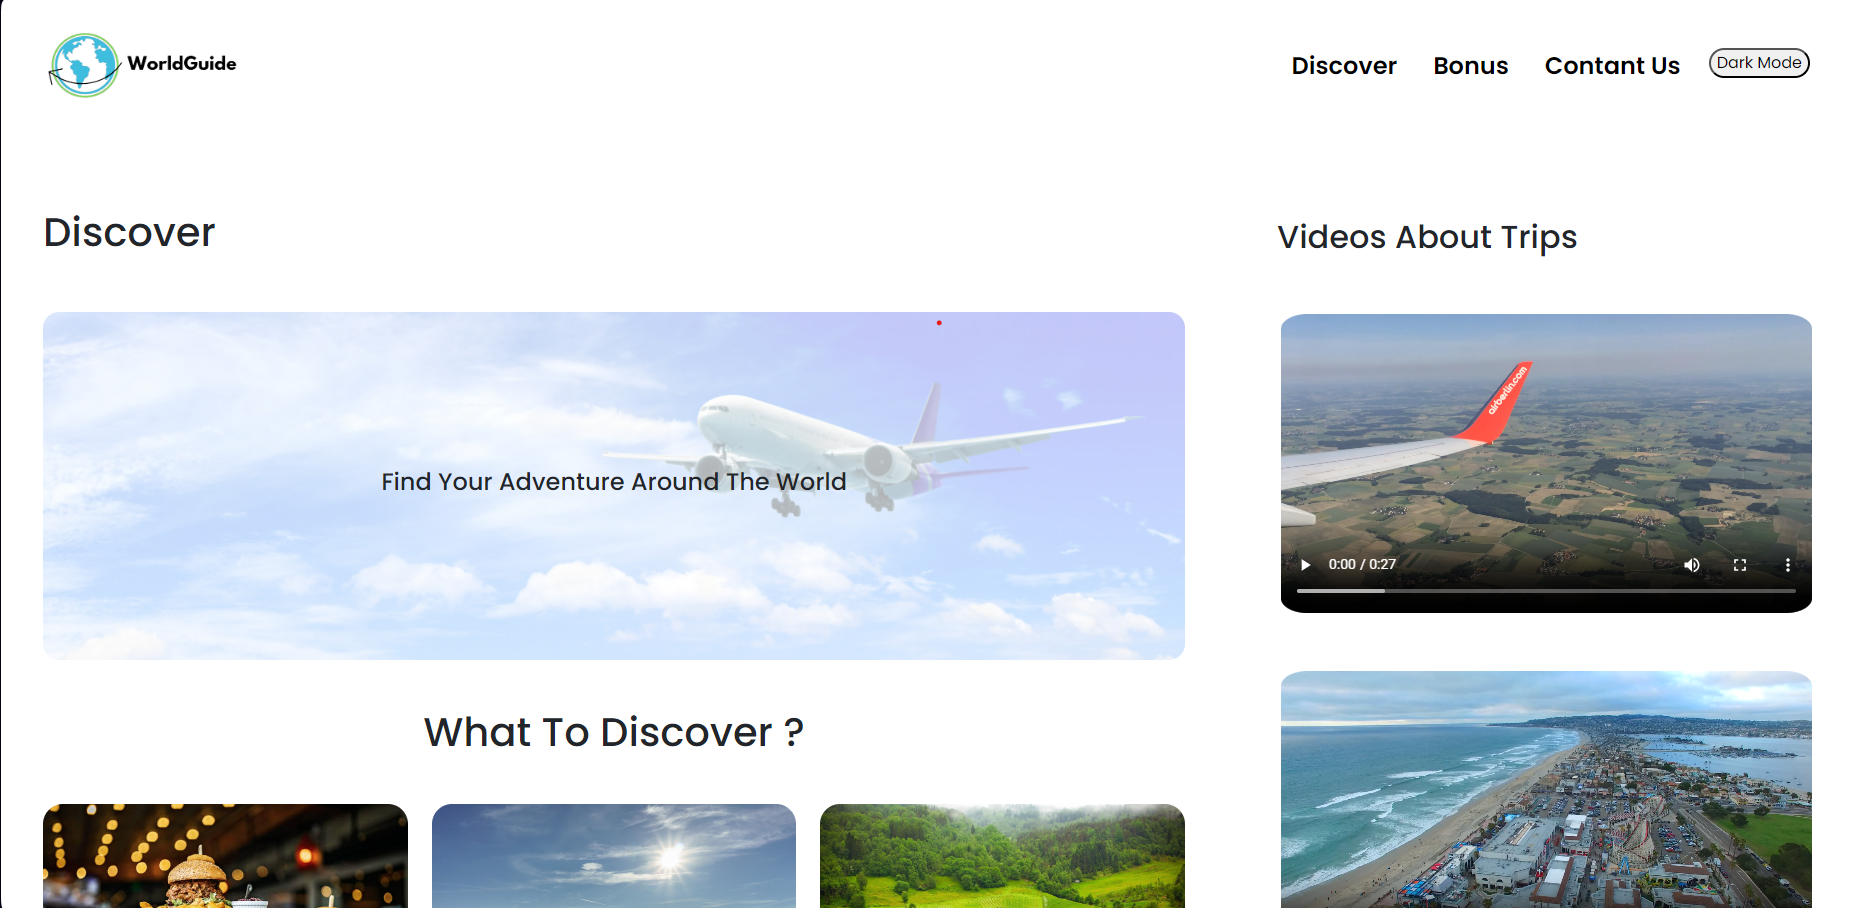 WorldGuide
Discover
Bonus
Contant Us
Dark Mode
Discover
Find Your Adventure Around The World
What To Discover ?
Videos About Trips
airberlin.com
0:00 / 0:27